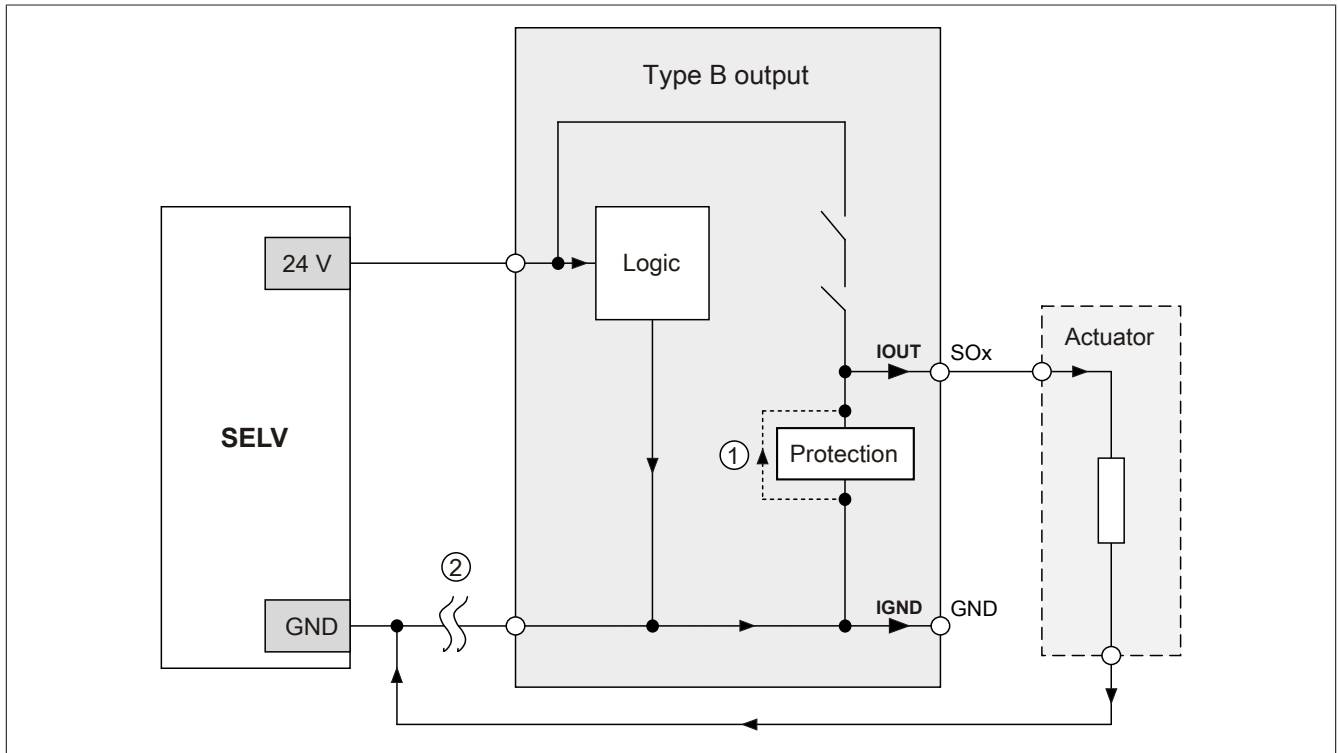 Type B output
24 V
Logic
IOUT
SOx
Actuator
SELV
1
Protection
2
GND
IGND
GND